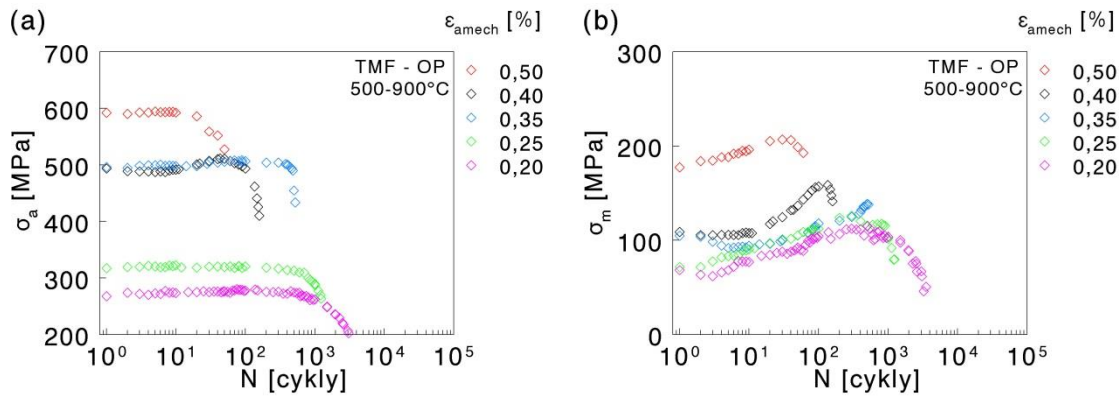 (a)
ε_amech [%]
700
TMF - OP
500-900°C
0,50
0,40
0,35
0,25
0,20
600
500
400
300
200
σ_a [MPa]
10^0 10^1 10^2 10^3 10^4 10^5
N [cykly]
(b)
ε_amech [%]
300
TMF - OP
500-900°C
0,50
0,40
0,35
0,25
0,20
200
100
0
σ_m [MPa]
10^0 10^1 10^2 10^3 10^4 10^5
N [cykly]